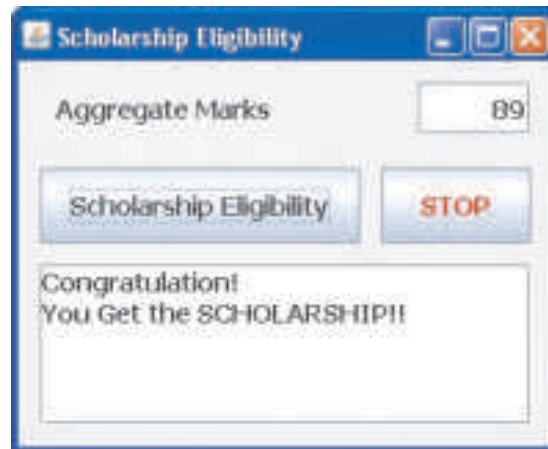 Scholarship Eligibility
Aggregate Marks 89
Scholarship Eligibility STOP
Congratulation!
You Get the SCHOLARSHIP!!